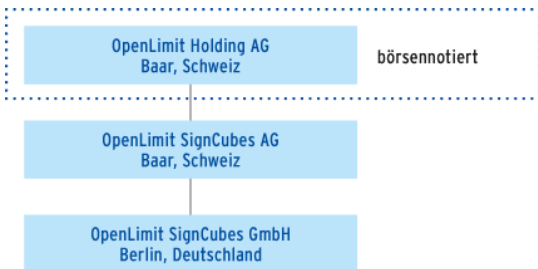 OpenLimit Holding AG
Baar, Schweiz
börsennotiert
OpenLimit SignCubes AG
Baar, Schweiz
OpenLimit SignCubes GmbH
Berlin, Deutschland